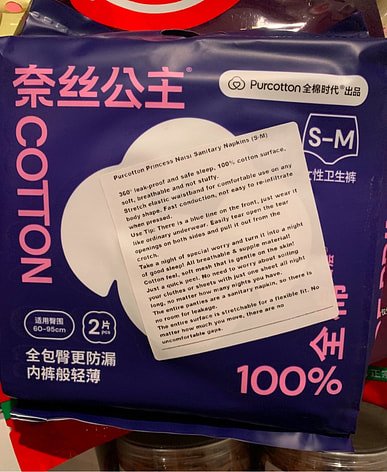 奈丝公主®
Purcotton 全棉时代® 出品
COTTON
S-M
性卫生裤
Purcotton Princess Naisi Sanitary Napkins (S-M)
360° leak-proof and safe sleep, 100% cotton surface,
soft, breathable and not stuffy.
Stretch elastic waistband for comfortable use on any
body shape. Fast conduction, not easy to re-infiltrate
when pressed.
Use Tip: There is a blue line on the front, just wear it
like ordinary underwear. Easily tear open the tear
openings on both sides and pull it out from the
crotch.
Take a night of special worry and turn it into a night
of good sleep! All breathable & supple material!
Cotton feel, soft mesh that is gentle on the skin!
Just a quick peel: No need to worry about soiling
your clothes or sheets with just one sheet all night
long, no matter how many nights you have.
The entire panties are a sanitary napkin, so there is
no room for leakage.
The entire surface is stretchable for a flexible fit. No
matter how much you move, there are no
uncomfortable gaps.
适用臀围
60-95cm
2片
PCS
全包臀更防漏
内裤般轻薄
全棉
100%